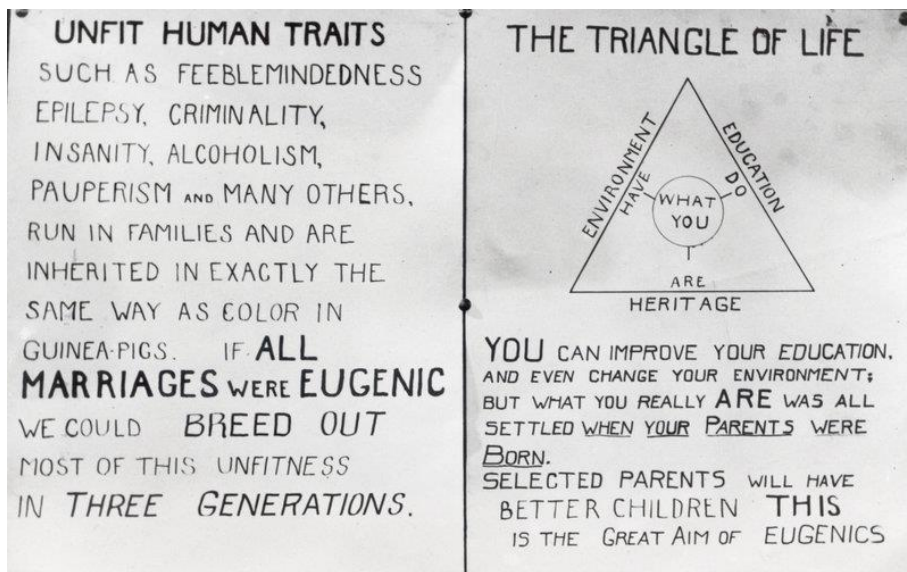 UNFIT HUMAN TRAITS
SUCH AS FEEBLEMINDEDNESS
EPILEPSY, CRIMINALITY,
INSANITY, ALCOHOLISM,
PAUPERISM AND MANY OTHERS,
RUN IN FAMILIES AND ARE
INHERITED IN EXACTLY THE
SAME WAY AS COLOR IN
GUINEA-PIGS. IF ALL
MARRIAGES WERE EUGENIC
WE COULD BREED OUT
MOST OF THIS UNFITNESS
IN THREE GENERATIONS.
THE TRIANGLE OF LIFE
ENVIRONMENT
EDUCATION
HAVE
DO
WHAT
YOU
ARE
HERITAGE
YOU CAN IMPROVE YOUR EDUCATION,
AND EVEN CHANGE YOUR ENVIRONMENT;
BUT WHAT YOU REALLY ARE WAS ALL
SETTLED WHEN YOUR PARENTS WERE
BORN.
SELECTED PARENTS WILL HAVE
BETTER CHILDREN THIS
IS THE GREAT AIM OF EUGENICS